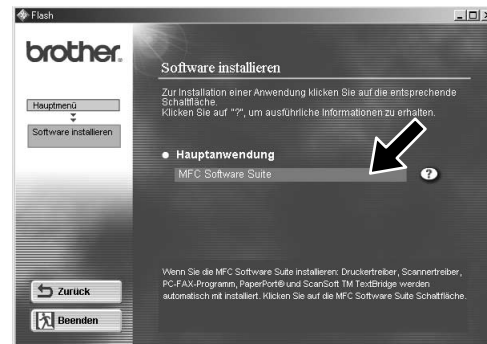 Flash
brother.
Software installieren
Zur Installation einer Anwendung klicken Sie auf die entsprechende
Schaltfläche.
Klicken Sie auf "?", um ausführliche Informationen zu erhalten.
Hauptmenü
Software installieren
Hauptanwendung
MFC Software Suite
?
Wenn Sie die MFC Software Suite installieren: Druckertreiber, Scannertreiber,
PC-FAX-Programm, PaperPort® und ScanSoft TM TextBridge werden
automatisch mit installiert. Klicken Sie auf die MFC Software Suite Schaltfläche.
Zurück
Beenden